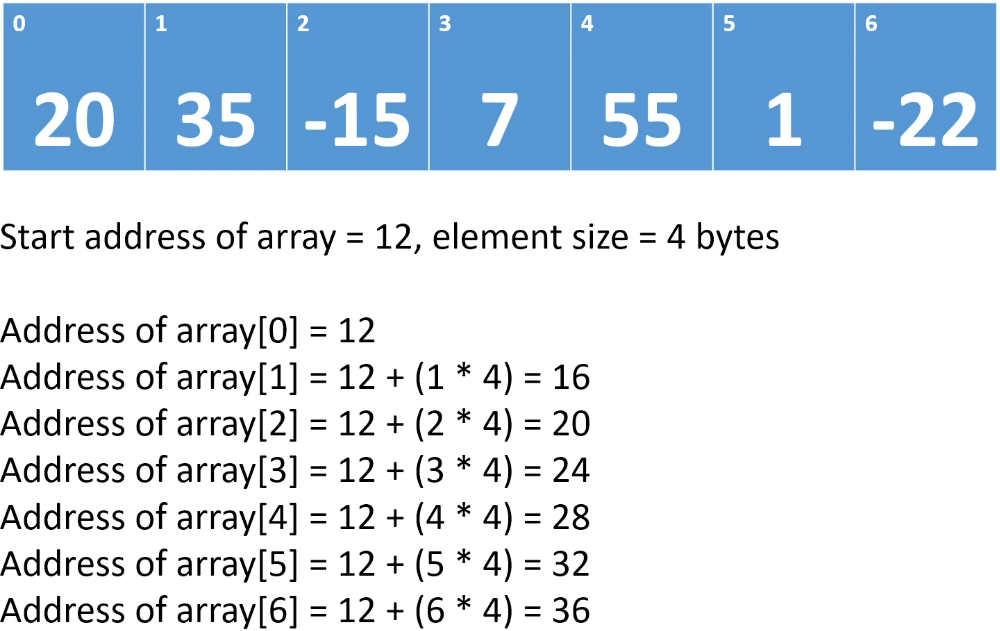 0 1 2 3 4 5 6
20 35 -15 7 55 1 -22
Start address of array = 12, element size = 4 bytes
Address of array[0] = 12
Address of array[1] = 12 + (1 * 4) = 16
Address of array[2] = 12 + (2 * 4) = 20
Address of array[3] = 12 + (3 * 4) = 24
Address of array[4] = 12 + (4 * 4) = 28
Address of array[5] = 12 + (5 * 4) = 32
Address of array[6] = 12 + (6 * 4) = 36